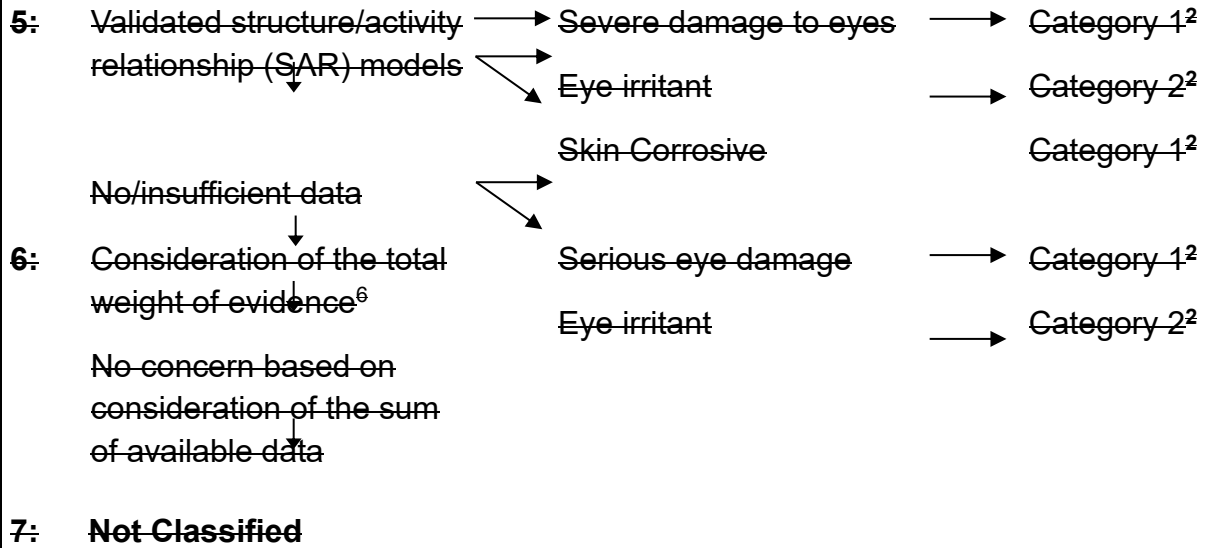 5: Validated structure/activity Severe damage to eyes Category 1²
relationship (SAR) models
Eye irritant Category 2²
Skin Corrosive Category 1²
No/insufficient data
6: Consideration of the total Serious eye damage Category 1²
weight of evidence⁶
Eye irritant Category 2²
No concern based on
consideration of the sum
of available data
7: Not Classified